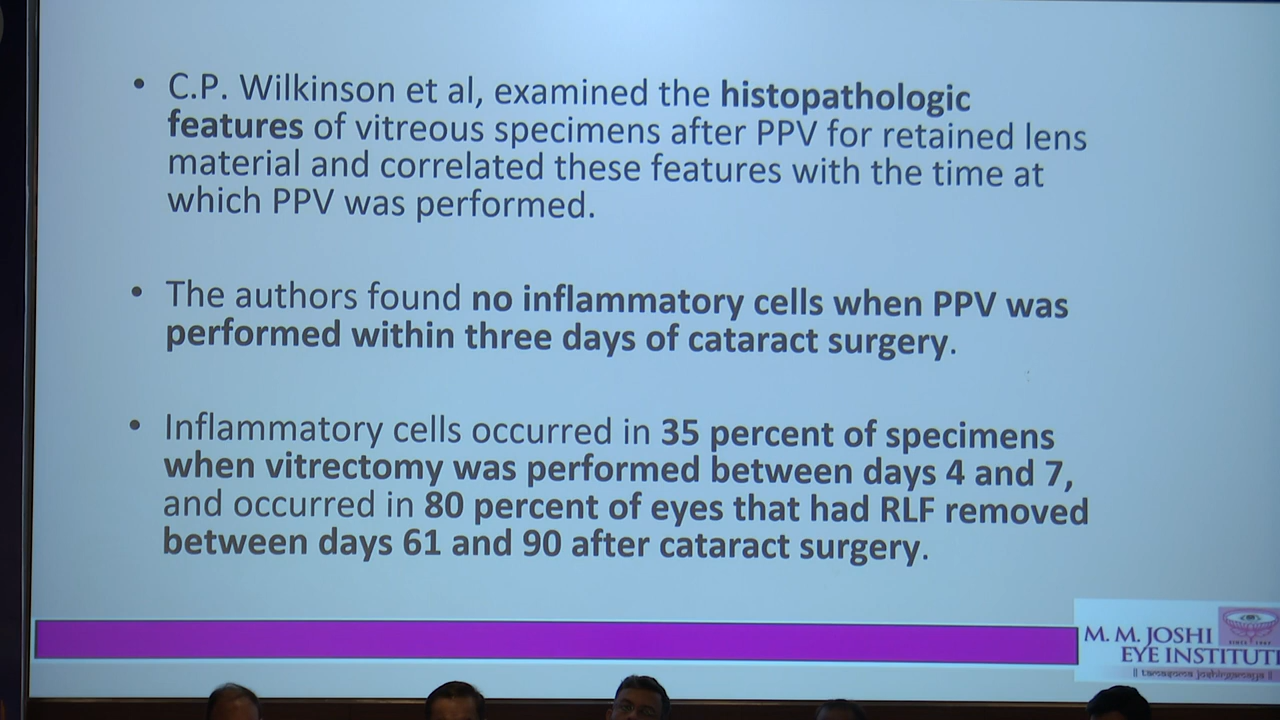 • C.P. Wilkinson et al, examined the histopathologic
features of vitreous specimens after PPV for retained lens
material and correlated these features with the time at
which PPV was performed.
• The authors found no inflammatory cells when PPV was
performed within three days of cataract surgery.
• Inflammatory cells occurred in 35 percent of specimens
when vitrectomy was performed between days 4 and 7,
and occurred in 80 percent of eyes that had RLF removed
between days 61 and 90 after cataract surgery.
M. M. JOSHI
EYE INSTITUT